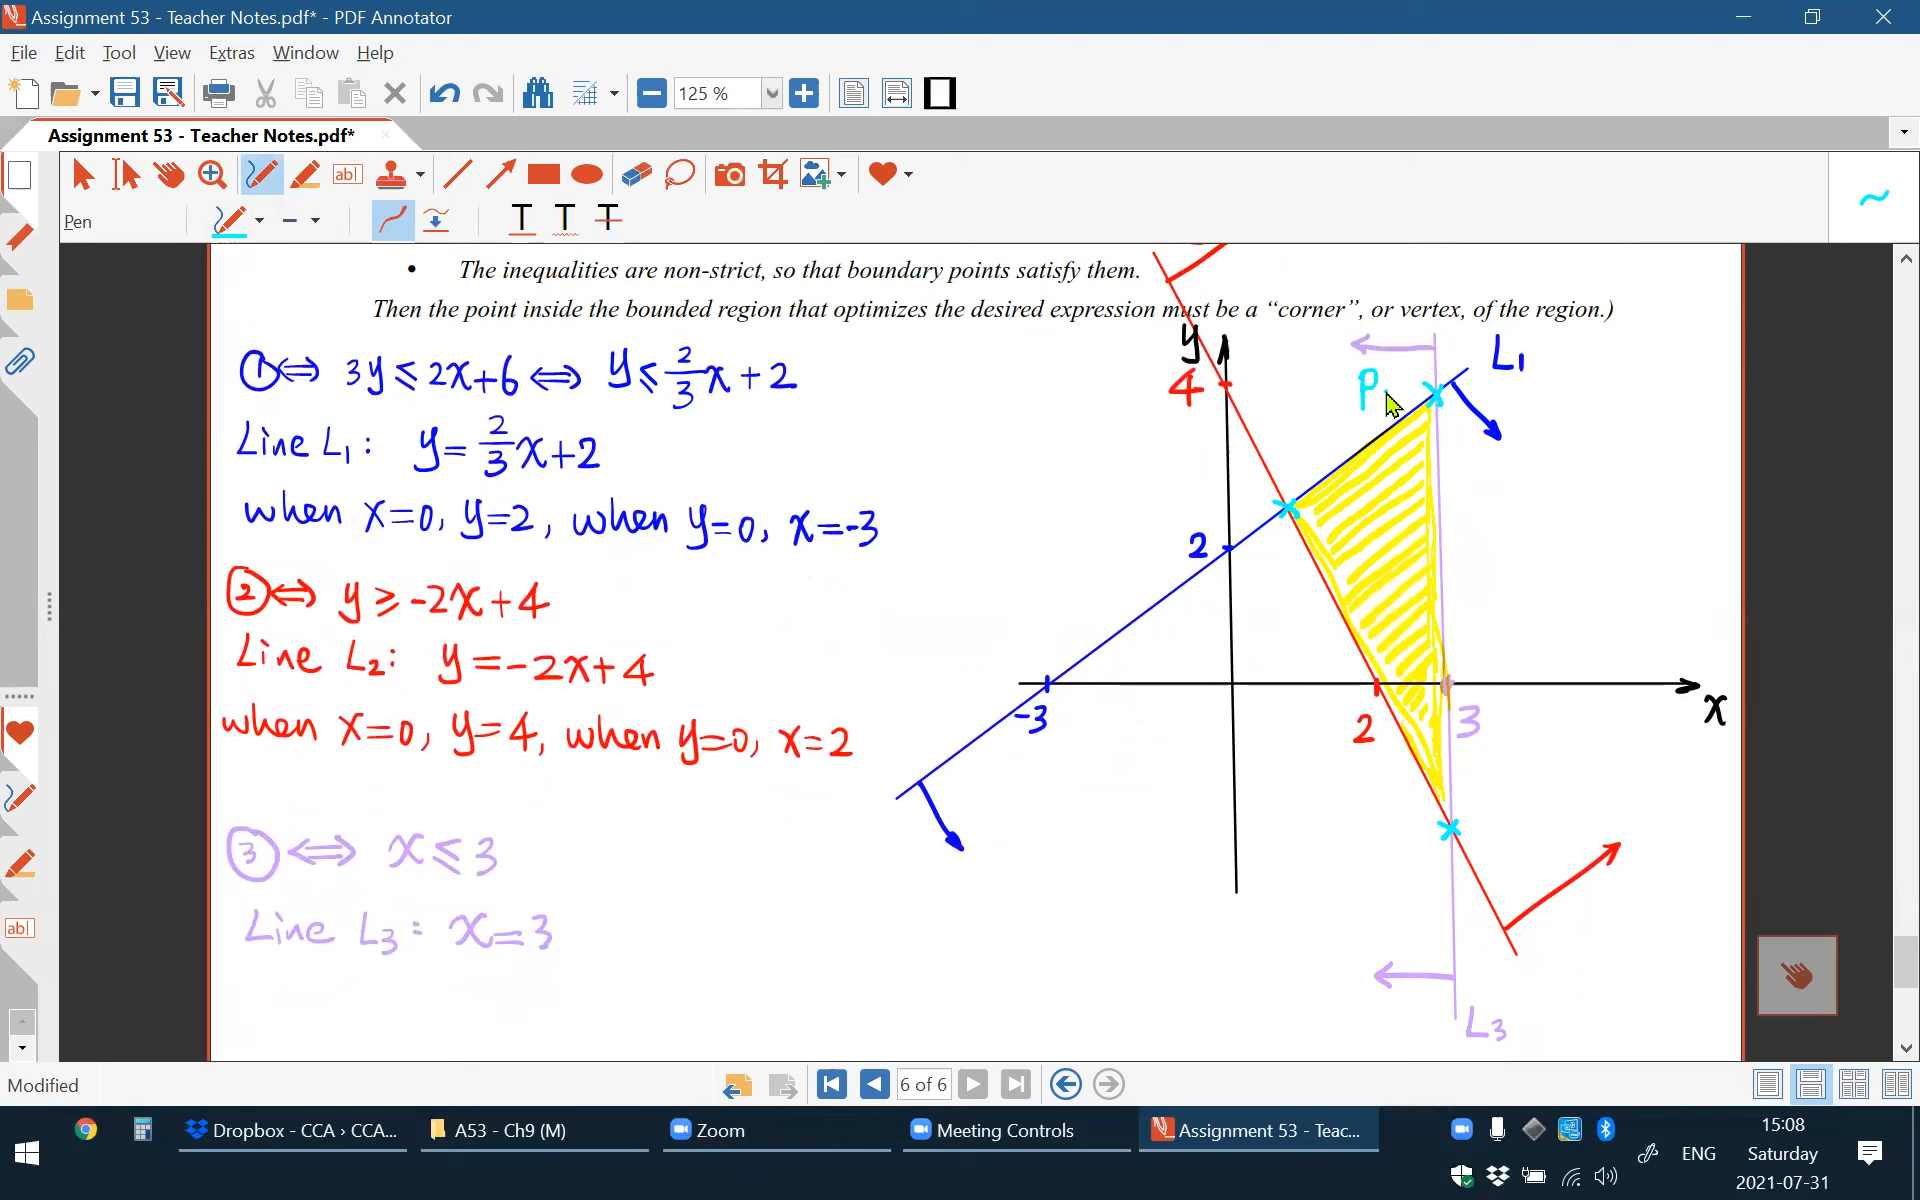 Assignment 53 - Teacher Notes.pdf* - PDF Annotator
File Edit Tool View Extras Window Help
125 %
Assignment 53 - Teacher Notes.pdf*
ab|
Pen
T T T
• The inequalities are non-strict, so that boundary points satisfy them.
Then the point inside the bounded region that optimizes the desired expression must be a “corner”, or vertex, of the region.)
① ⟺ 3y ≤ 2x+6 ⟺ y ≤ 2/3 x + 2
Line L₁: y = 2/3 x + 2
when x=0, y=2, when y=0, x=-3
② ⟺ y ≥ -2x+4
Line L₂: y = -2x+4
when x=0, y=4, when y=0, x=2
③ ⟺ x ≤ 3
Line L₃: x = 3
y
4
P
L₁
2
-3
2
3
x
L₃
ab|
Modified
6 of 6
Dropbox - CCA › CCA...
A53 - Ch9 (M)
Zoom
Meeting Controls
Assignment 53 - Teac...
ENG
15:08
Saturday
2021-07-31